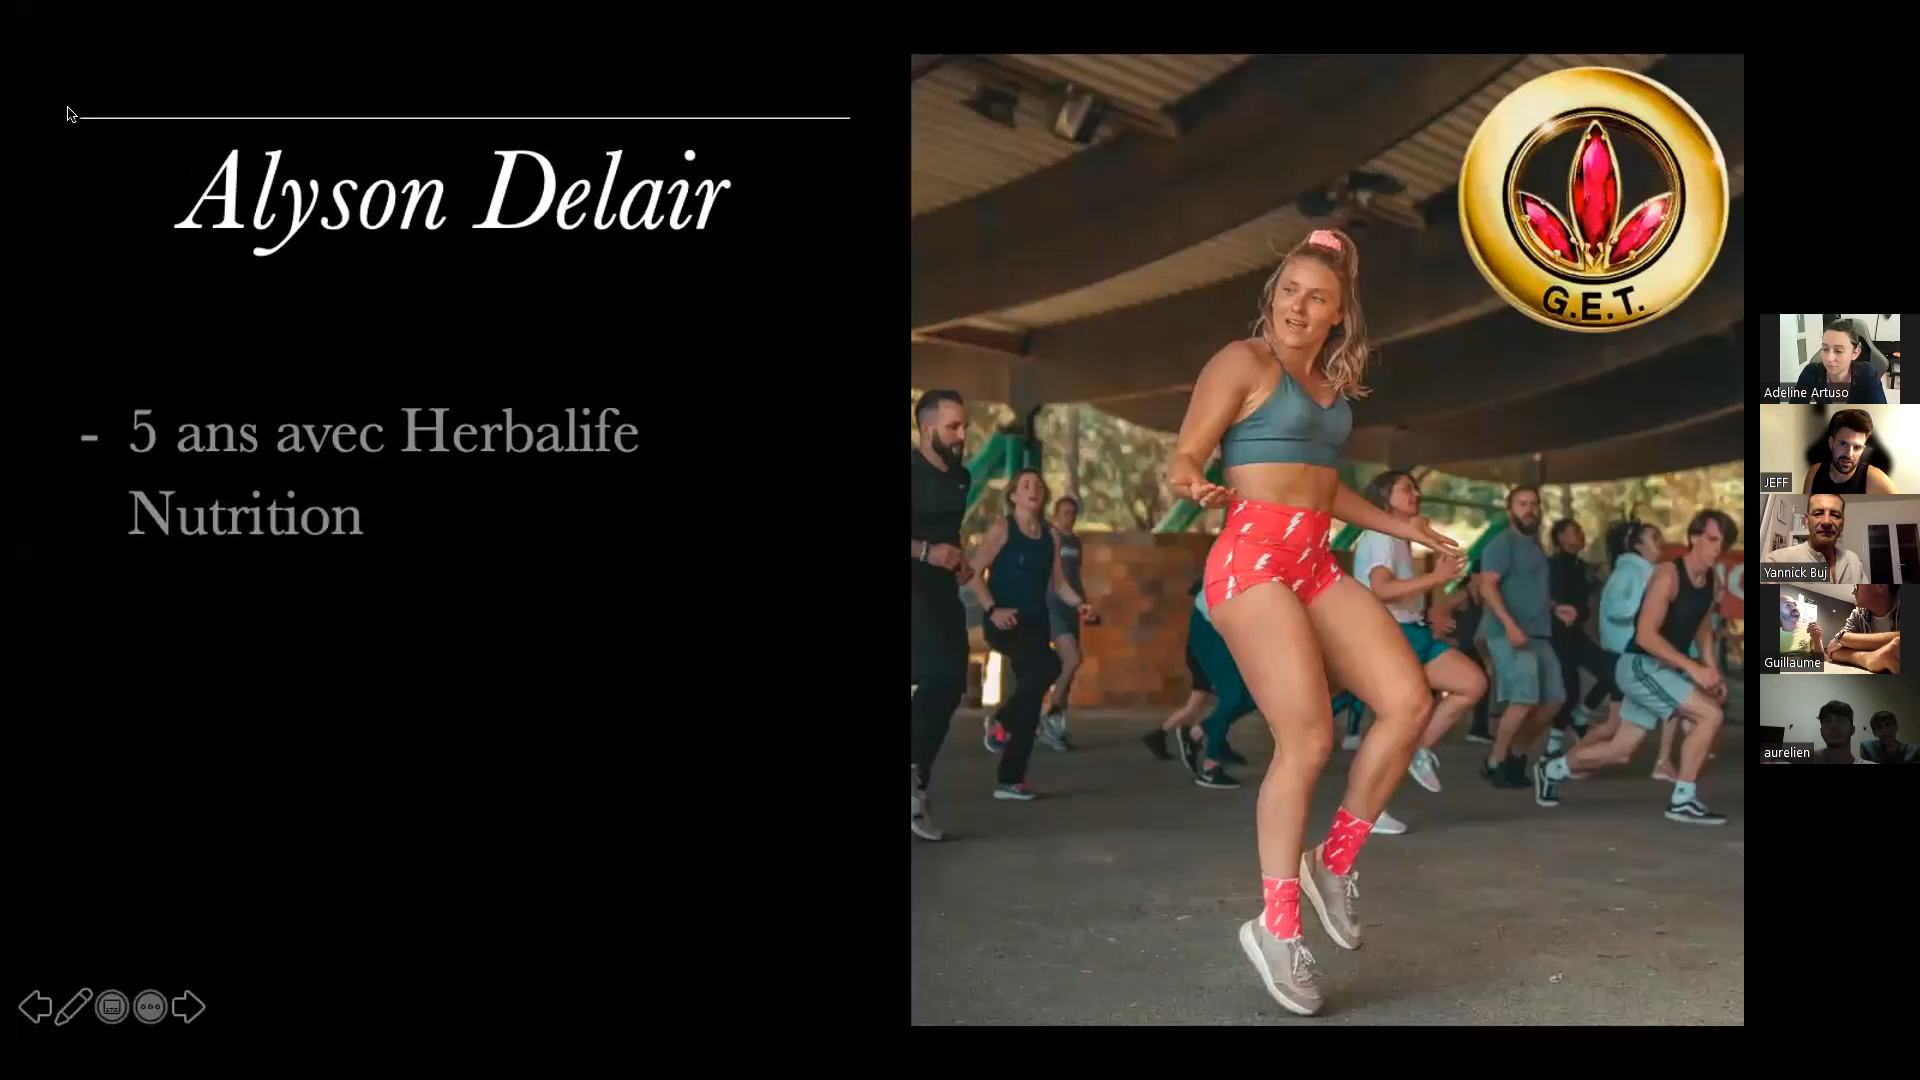 Alyson Delair
- 5 ans avec Herbalife
Nutrition
G.E.T.
Adeline Artuso
JEFF
Yannick Buj
Guillaume
aurelien